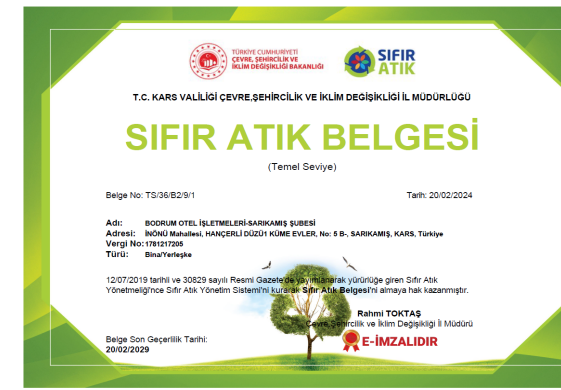 TÜRKİYE CUMHURİYETİ
ÇEVRE, ŞEHİRCİLİK VE
İKLİM DEĞİŞİKLİĞİ BAKANLIĞI
SIFIR
ATIK
T.C. KARS VALİLİĞİ ÇEVRE,ŞEHİRCİLİK VE İKLİM DEĞİŞİKLİĞİ İL MÜDÜRLÜĞÜ
SIFIR ATIK BELGESİ
(Temel Seviye)
Belge No: TS/36/B2/9/1 Tarih: 20/02/2024
Adı: BODRUM OTEL İŞLETMELERİ-SARIKAMIŞ ŞUBESİ
Adresi: İNÖNÜ Mahallesi, HANÇERLİ DÜZÜ1 KÜME EVLER, No: 5 B-, SARIKAMIŞ, KARS, Türkiye
Vergi No: 1781217205
Türü: Bina/Yerleşke
12/07/2019 tarihli ve 30829 sayılı Resmi Gazete'de yayımlanarak yürürlüğe giren Sıfır Atık
Yönetmeliği'nce Sıfır Atık Yönetim Sistemi'ni kurarak Sıfır Atık Belgesi'ni almaya hak kazanmıştır.
Rahmi TOKTAŞ
Çevre,Şehircilik ve İklim Değişikliği İl Müdürü
E-İMZALIDIR
Belge Son Geçerlilik Tarihi:
20/02/2029